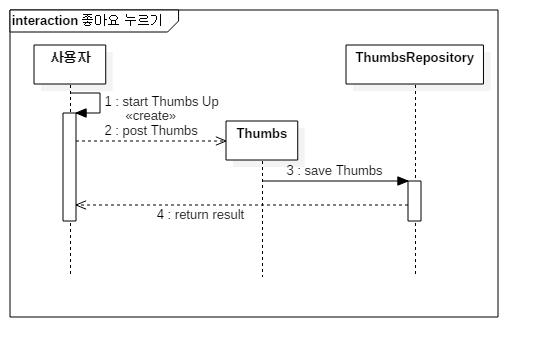 interaction 좋아요 누르기
사용자
ThumbsRepository
1 : start Thumbs Up
«create»
2 : post Thumbs
Thumbs
3 : save Thumbs
4 : return result